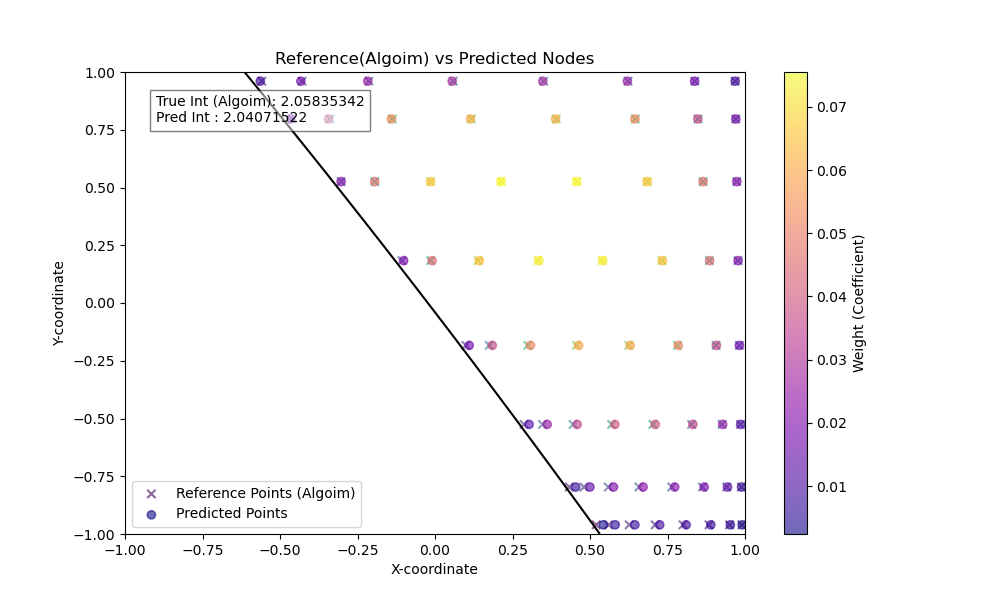 Reference(Algoim) vs Predicted Nodes
True Int (Algoim): 2.05835342
Pred Int : 2.04071522
Y-coordinate
1.00
0.75
0.50
0.25
0.00
−0.25
−0.50
−0.75
−1.00
Reference Points (Algoim)
Predicted Points
−1.00 −0.75 −0.50 −0.25 0.00 0.25 0.50 0.75 1.00
X-coordinate
0.07
0.06
0.05
0.04
0.03
0.02
0.01
Weight (Coefficient)